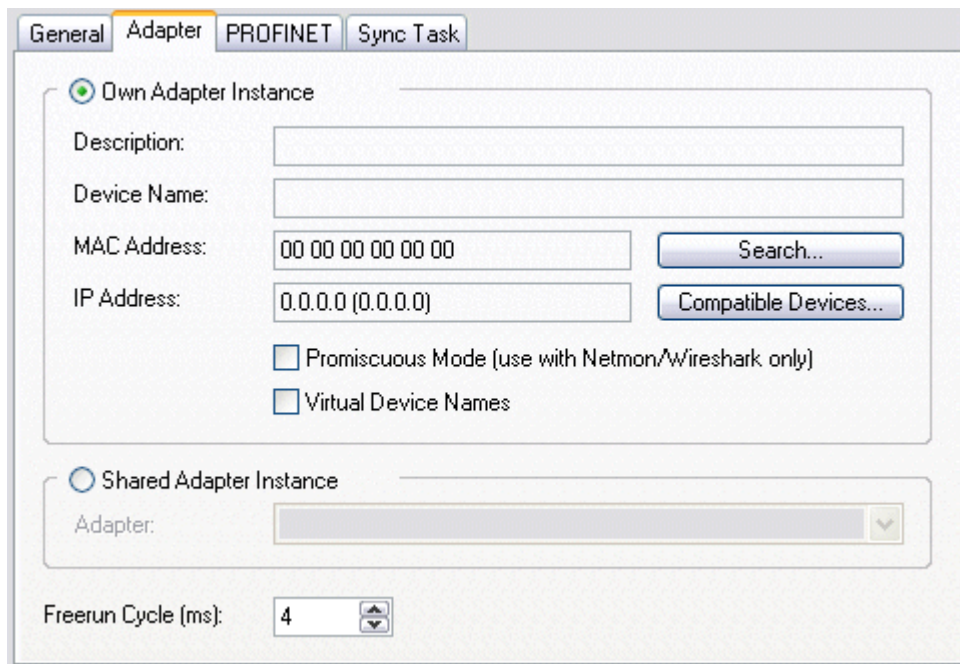 General Adapter PROFINET Sync Task
Own Adapter Instance
Description:
Device Name:
MAC Address: 00 00 00 00 00 00 Search...
IP Address: 0.0.0.0 (0.0.0.0) Compatible Devices...
Promiscuous Mode (use with Netmon/Wireshark only)
Virtual Device Names
Shared Adapter Instance
Adapter:
Freerun Cycle (ms): 4